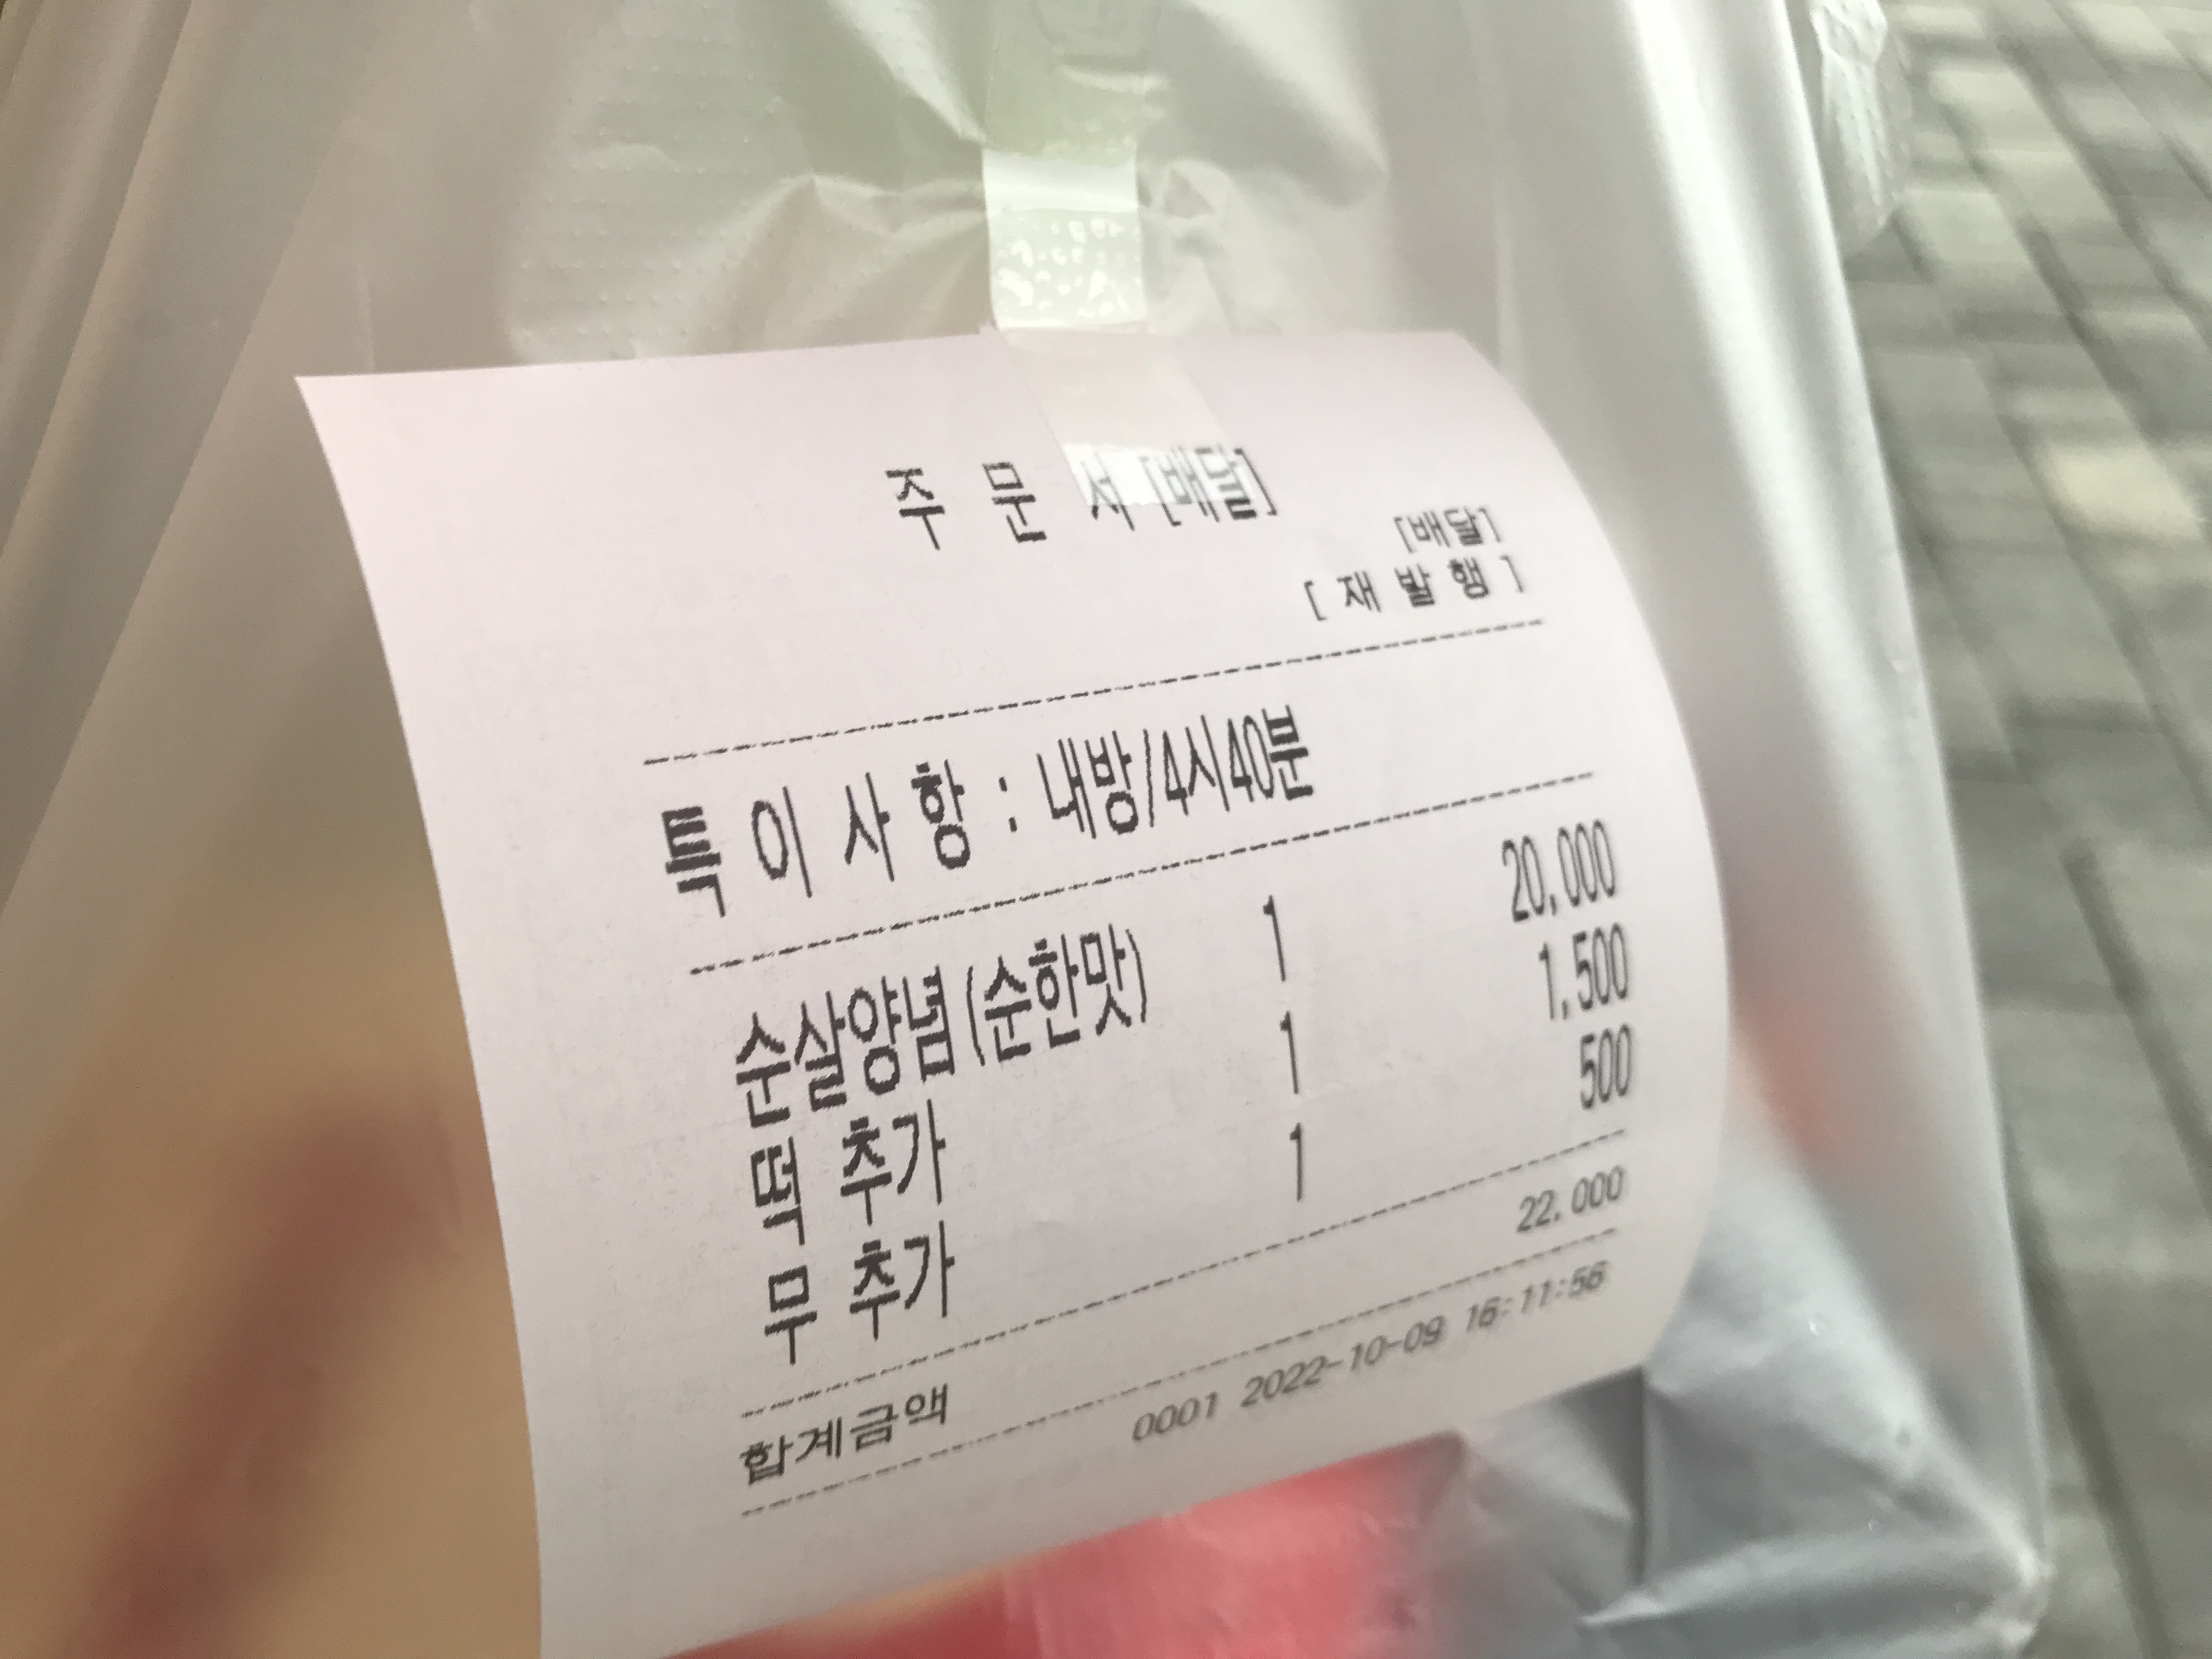 주 문 서 [배달]
[배달]
[ 재 발 행 ]
특 이 사 항 : 내방/4시40분
순살양념(순한맛) 1 20,000
떡 추가 1 1,500
무 추가 1 500
합계금액 22,000
0001 2022-10-09 16:11:56